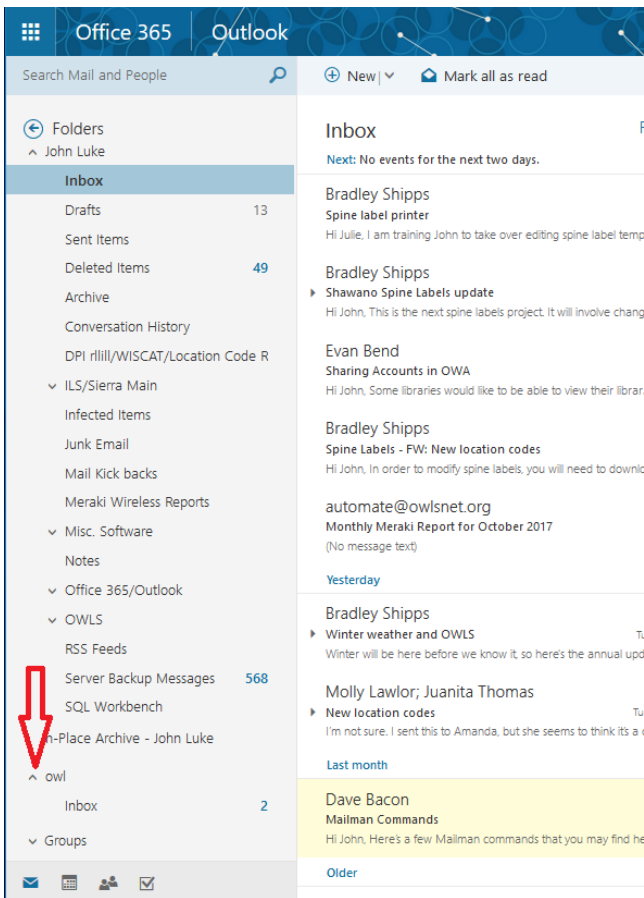 Office 365 Outlook
Search Mail and People
New
Mark all as read
Folders
John Luke
Inbox
Drafts 13
Sent Items
Deleted Items 49
Archive
Conversation History
DPI rllill/WISCAT/Location Code R
ILS/Sierra Main
Infected Items
Junk Email
Mail Kick backs
Meraki Wireless Reports
Misc. Software
Notes
Office 365/Outlook
OWLS
RSS Feeds
Server Backup Messages 568
SQL Workbench
n-Place Archive - John Luke
owl
Inbox 2
Groups
Inbox
Next: No events for the next two days.
Bradley Shipps
Spine label printer
Hi Julie, I am training John to take over editing spine label temp
Bradley Shipps
Shawano Spine Labels update
Hi John, This is the next spine labels project. It will involve chang
Evan Bend
Sharing Accounts in OWA
Hi John, Some libraries would like to be able to view their librar
Bradley Shipps
Spine Labels - FW: New location codes
Hi John, In order to modify spine labels, you will need to downlo
automate@owlsnet.org
Monthly Meraki Report for October 2017
(No message text)
Yesterday
Bradley Shipps
Winter weather and OWLS Tu
Winter will be here before we know it, so here's the annual upd
Molly Lawlor; Juanita Thomas
New location codes Tu
I'm not sure. I sent this to Amanda, but she seems to think it's a
Last month
Dave Bacon
Mailman Commands
Hi John, Here's a few Mailman commands that you may find he
Older